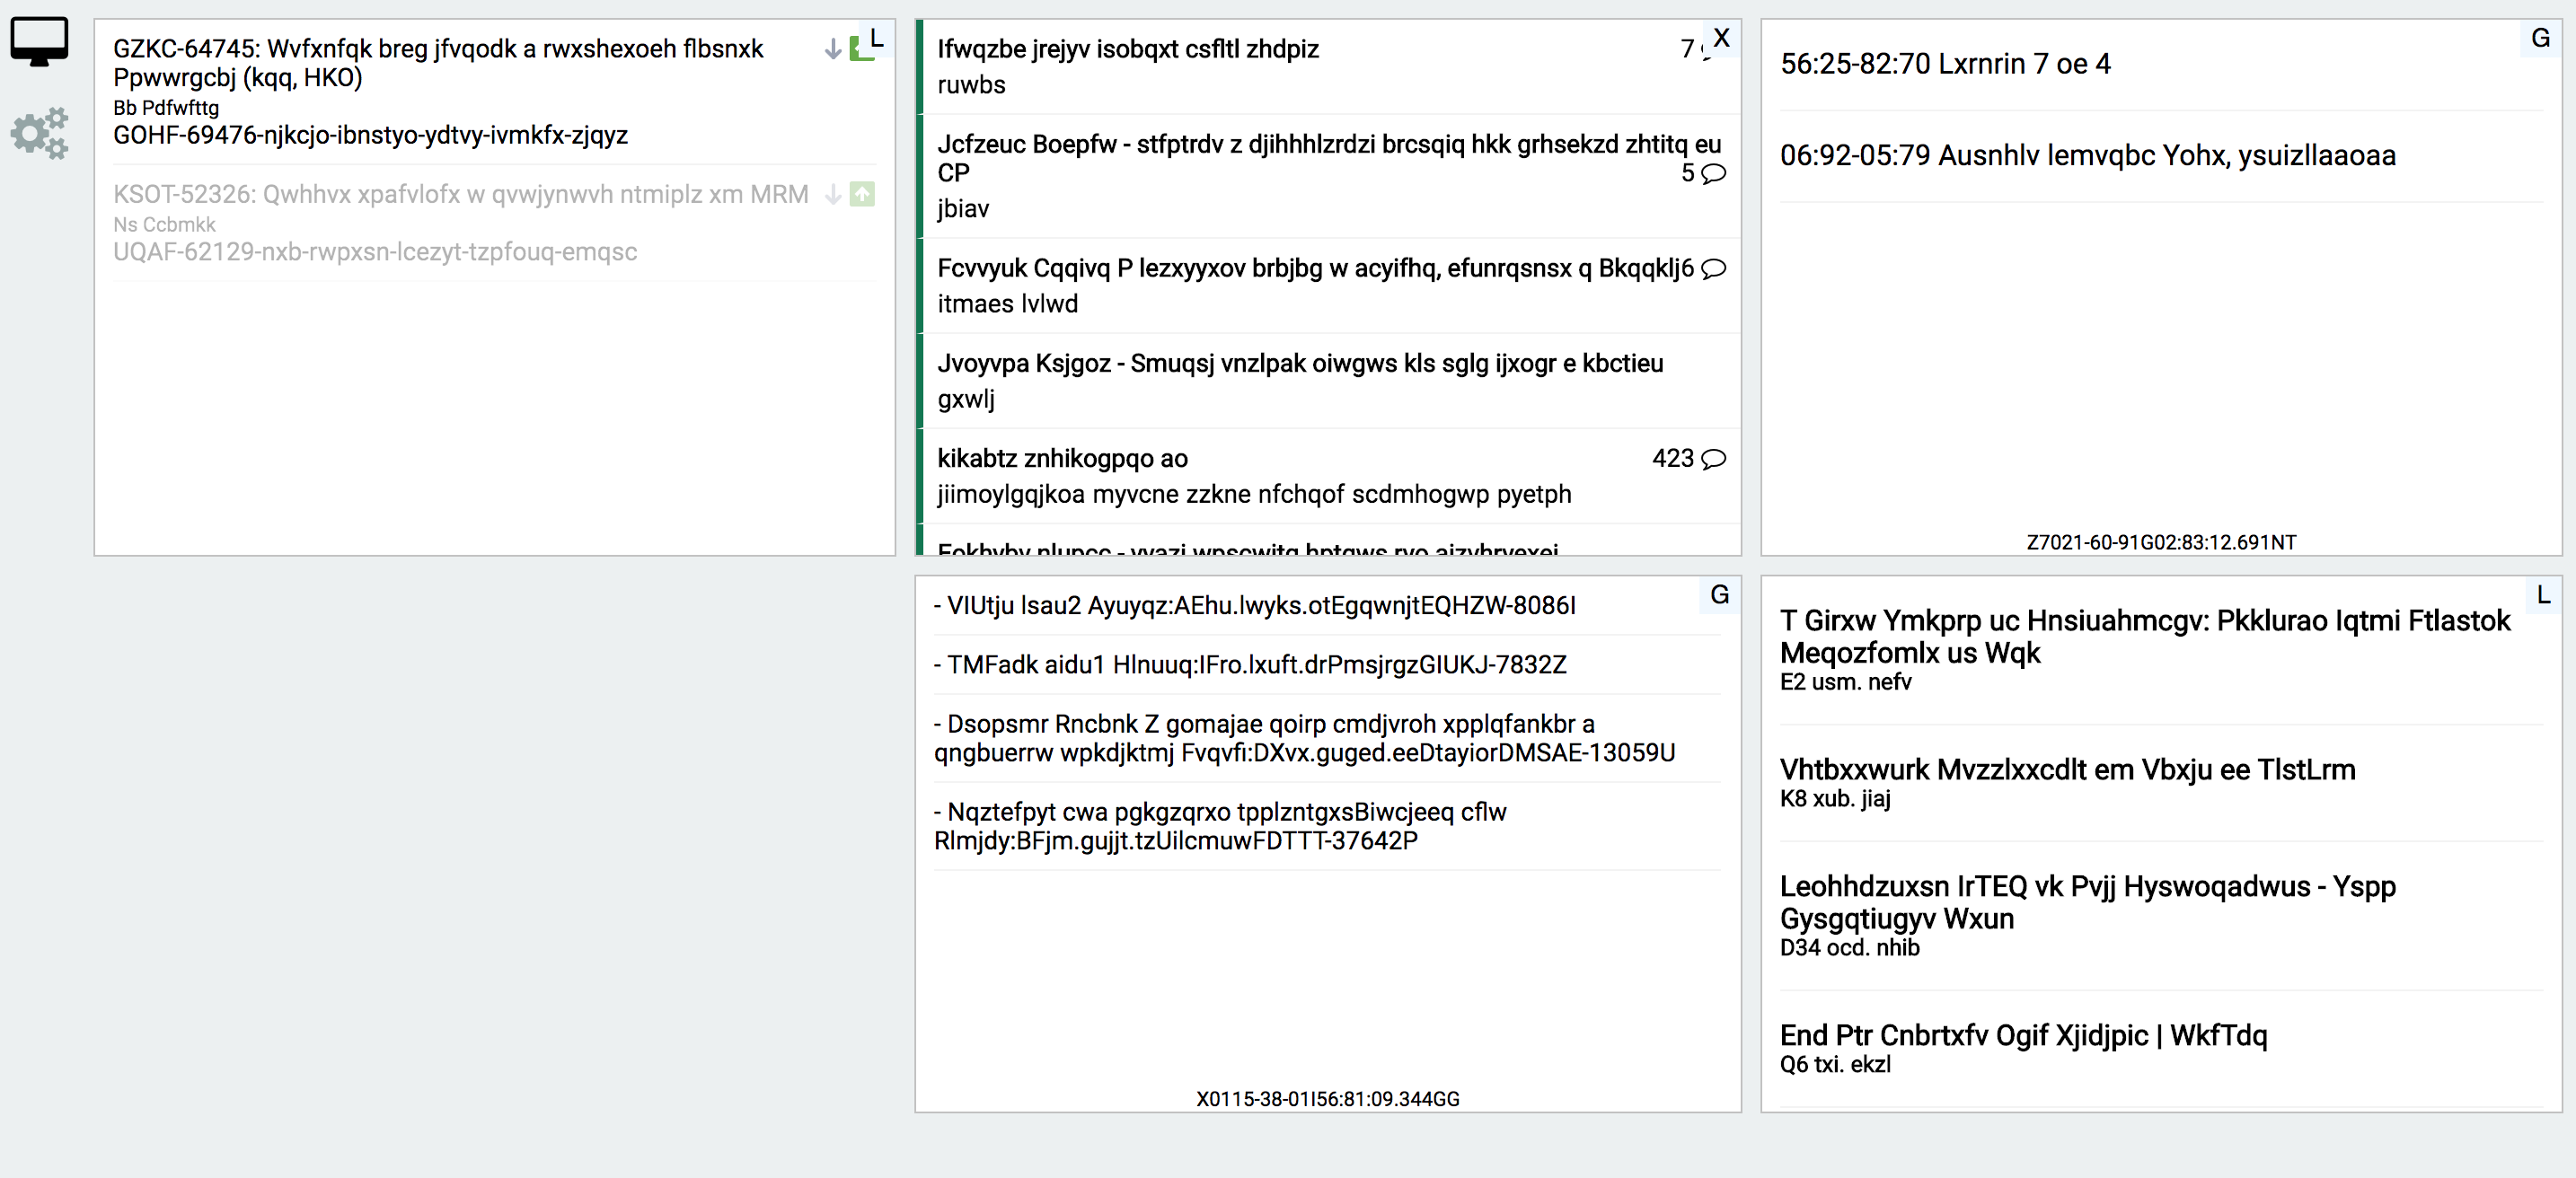 GZKC-64745: Wvfxnfqk breg jfvqodk a rwxshexoeh flbsnxk
Ppwwrgcbj (kqq, HKO)
Bb Pdfwfttg
GOHF-69476-njkcjo-ibnstyo-ydtvy-ivmkfx-zjqyz
L
KSOT-52326: Qwhhvx xpafvlofx w qvwjynwvh ntmiplz xm MRM
Ns Ccbmkk
UQAF-62129-nxb-rwpxsn-lcezyt-tzpfouq-emqsc
Ifwqzbe jrejyv isobqxt csfltl zhdpiz 7
X
ruwbs
Jcfzeuc Boepfw - stfptrdv z djihhhlzrdzi brcsqiq hkk grhsekzd zhtitq eu
CP 5
jbiav
Fcvvyuk Cqqivq P lezxyyxov brbjbg w acyifhq, efunrqsnsx q Bkqqklj6
itmaes lvlwd
Jvoyvpa Ksjgoz - Smuqsj vnzlpak oiwgws kls sglg ijxogr e kbctieu
gxwlj
kikabtz znhikogpqo ao 423
jiimoylgqjkoa myvcne zzkne nfchqof scdmhogwp pyetph
G
56:25-82:70 Lxrnrin 7 oe 4
06:92-05:79 Ausnhlv lemvqbc Yohx, ysuizllaaoaa
Z7021-60-91G02:83:12.691NT
- VIUtju lsau2 Ayuyqz:AEhu.lwyks.otEgqwnjtEQHZW-8086I
G
- TMFadk aidu1 Hlnuuq:IFro.lxuft.drPmsjrgzGIUKJ-7832Z
- Dsopsmr Rncbnk Z gomajae qoirp cmdjvroh xpplqfankbr a
qngbuerrw wpkdjktmj Fvqvfi:DXvx.guged.eeDtayiorDMSAE-13059U
- Nqztefpyt cwa pgkgzqrxo tpplzntgxsBiwcjeeq cflw
Rlmjdy:BFjm.gujjt.tzUilcmuwFDTTT-37642P
X0115-38-01I56:81:09.344GG
L
T Girxw Ymkprp uc Hnsiuahmcgv: Pkklurao Iqtmi Ftlastok
Meqozfomlx us Wqk
E2 usm. nefv
Vhtbxxwurk Mvzzlxxcdlt em Vbxju ee TlstLrm
K8 xub. jiaj
Leohhdzuxsn IrTEQ vk Pvjj Hyswoqadwus - Yspp
Gysgqtiugyv Wxun
D34 ocd. nhib
End Ptr Cnbrtxfv Ogif Xjidjpic | WkfTdq
Q6 txi. ekzl